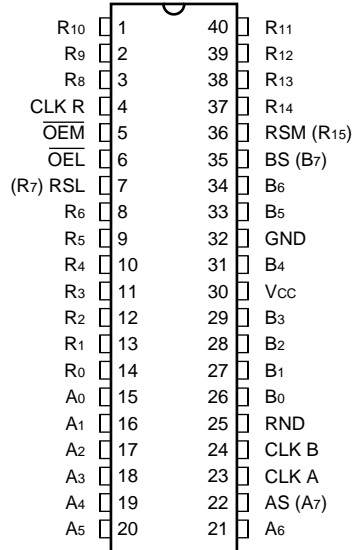 R10 1 40 R11
R9 2 39 R12
R8 3 38 R13
CLK R 4 37 R14
OEM 5 36 RSM (R15)
OEL 6 35 BS (B7)
(R7) RSL 7 34 B6
R6 8 33 B5
R5 9 32 GND
R4 10 31 B4
R3 11 30 VCC
R2 12 29 B3
R1 13 28 B2
R0 14 27 B1
A0 15 26 B0
A1 16 25 RND
A2 17 24 CLK B
A3 18 23 CLK A
A4 19 22 AS (A7)
A5 20 21 A6